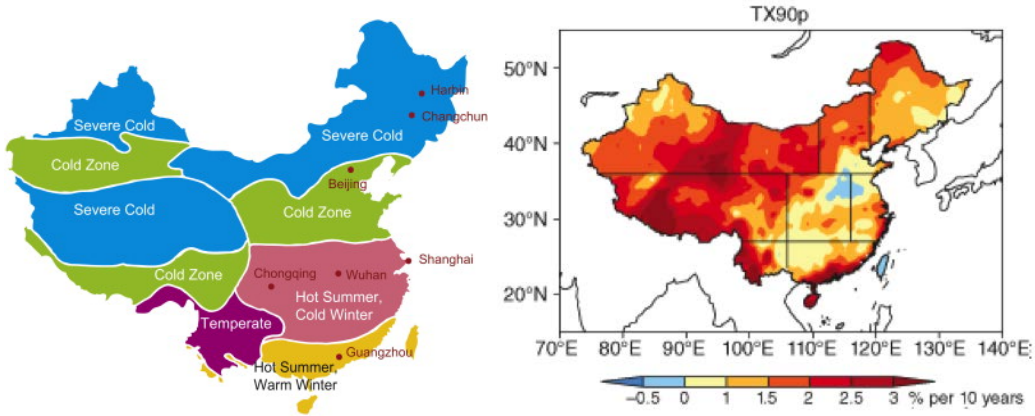 Harbin
Changchun
Severe Cold
Severe Cold
Cold Zone
Beijing
Severe Cold
Cold Zone
Shanghai
Cold Zone
Chongqing
Wuhan
Hot Summer,
Cold Winter
Temperate
Guangzhou
Hot Summer,
Warm Winter
TX90p
50°N
40°N
30°N
20°N
70°E 80°E 90°E 100°E 110°E 120°E 130°E 140°E
−0.5 0 1 1.5 2 2.5 3 % per 10 years